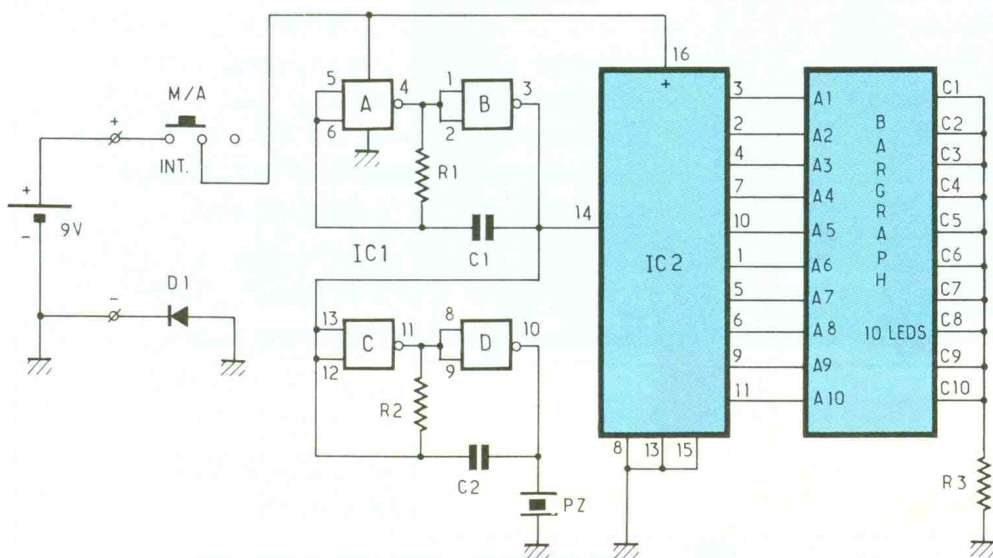 M/A
+
INT.
+
9V
-
D1
-
5
6
A
4
1
2
B
3
R1
C1
IC1
14
13
12
C
11
8
9
D
10
R2
C2
PZ
16
+
IC2
3
2
4
7
10
1
5
6
9
11
8
13
15
A1
A2
A3
A4
A5
A6
A7
A8
A9
A10
BARGRAPH
10 LEDS
C1
C2
C3
C4
C5
C6
C7
C8
C9
C10
R3